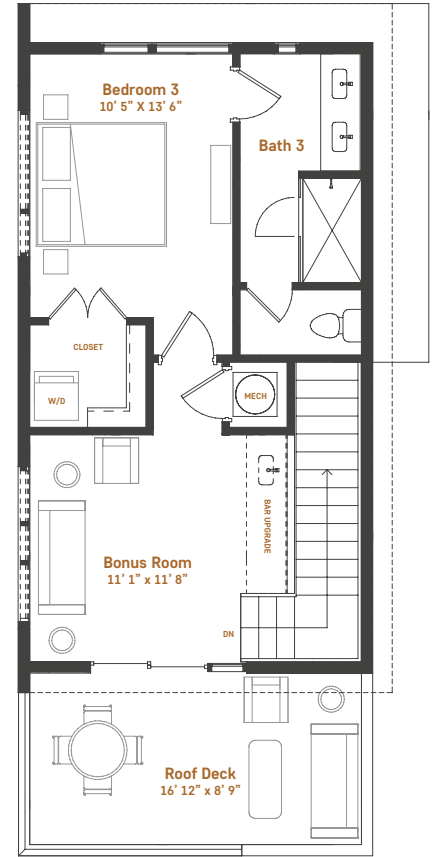 Bedroom 3
10' 5" X 13' 6"
Bath 3
CLOSET
W/D
MECH
BAR UPGRADE
Bonus Room
11' 1" x 11' 8"
DN
Roof Deck
16' 12" x 8' 9"